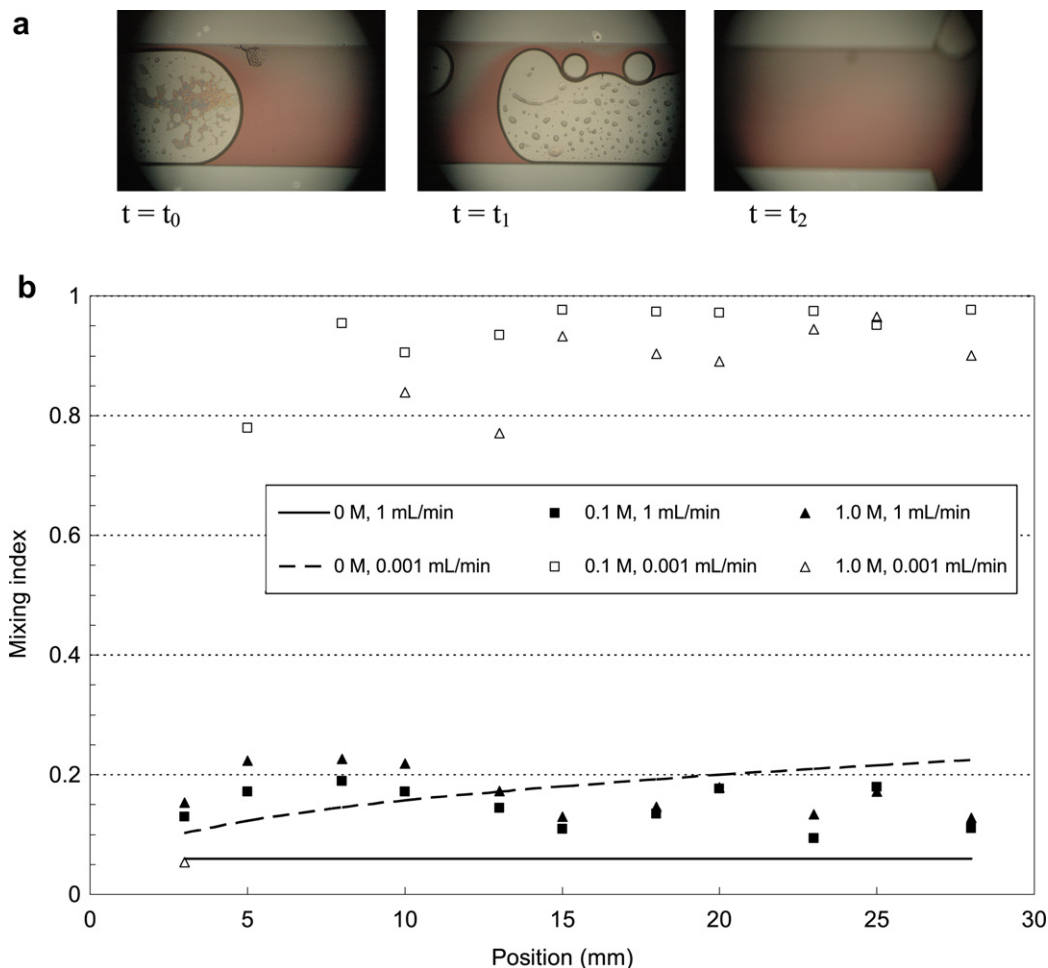 a
t = t0
t = t1
t = t2
b
1
0.8
0.6
0.4
0.2
0
Mixing index
0 M, 1 mL/min
0.1 M, 1 mL/min
1.0 M, 1 mL/min
0 M, 0.001 mL/min
0.1 M, 0.001 mL/min
1.0 M, 0.001 mL/min
0 5 10 15 20 25 30
Position (mm)